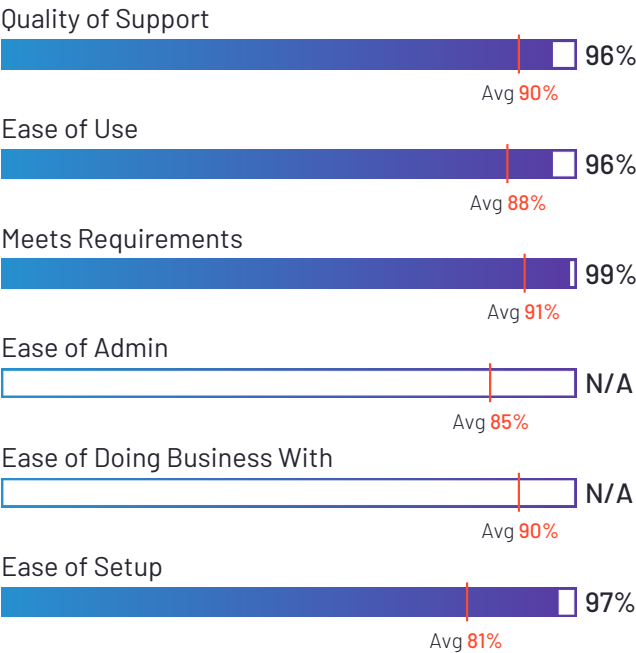 Quality of Support
96%
Avg 90%
Ease of Use
96%
Avg 88%
Meets Requirements
99%
Avg 91%
Ease of Admin
N/A
Avg 85%
Ease of Doing Business With
N/A
Avg 90%
Ease of Setup
97%
Avg 81%